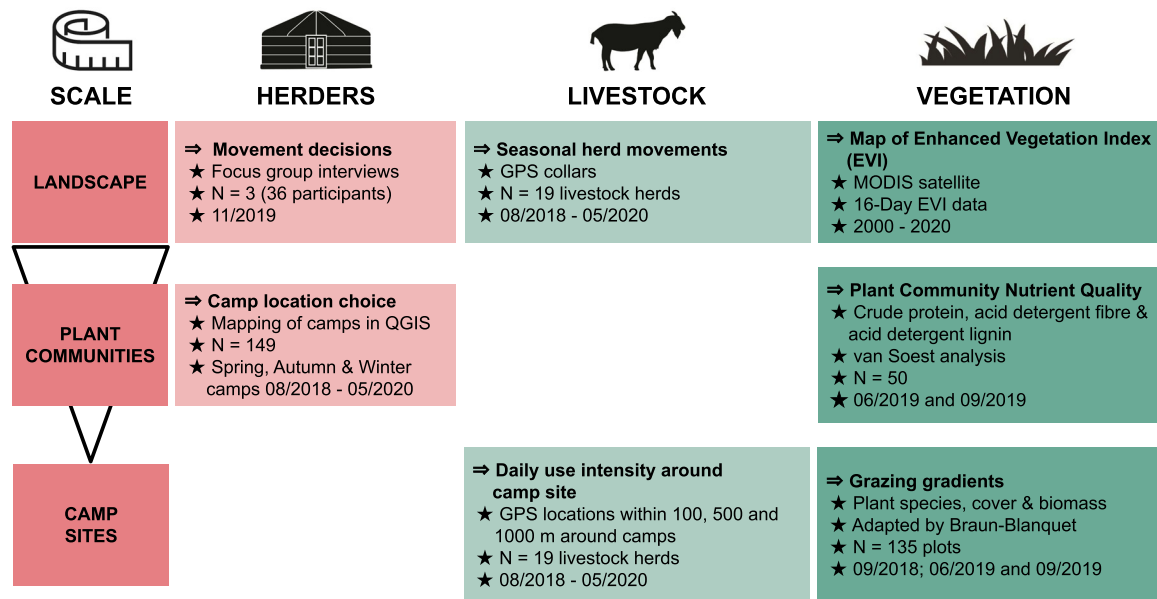 SCALE
HERDERS
LIVESTOCK
VEGETATION
LANDSCAPE
⇒ Movement decisions
★ Focus group interviews
★ N = 3 (36 participants)
★ 11/2019
⇒ Seasonal herd movements
★ GPS collars
★ N = 19 livestock herds
★ 08/2018 - 05/2020
⇒ Map of Enhanced Vegetation Index
(EVI)
★ MODIS satellite
★ 16-Day EVI data
★ 2000 - 2020
PLANT
COMMUNITIES
⇒ Camp location choice
★ Mapping of camps in QGIS
★ N = 149
★ Spring, Autumn & Winter
camps 08/2018 - 05/2020
⇒ Plant Community Nutrient Quality
★ Crude protein, acid detergent fibre &
acid detergent lignin
★ van Soest analysis
★ N = 50
★ 06/2019 and 09/2019
CAMP
SITES
⇒ Daily use intensity around
camp site
★ GPS locations within 100, 500 and
1000 m around camps
★ N = 19 livestock herds
★ 08/2018 - 05/2020
⇒ Grazing gradients
★ Plant species, cover & biomass
★ Adapted by Braun-Blanquet
★ N = 135 plots
★ 09/2018; 06/2019 and 09/2019